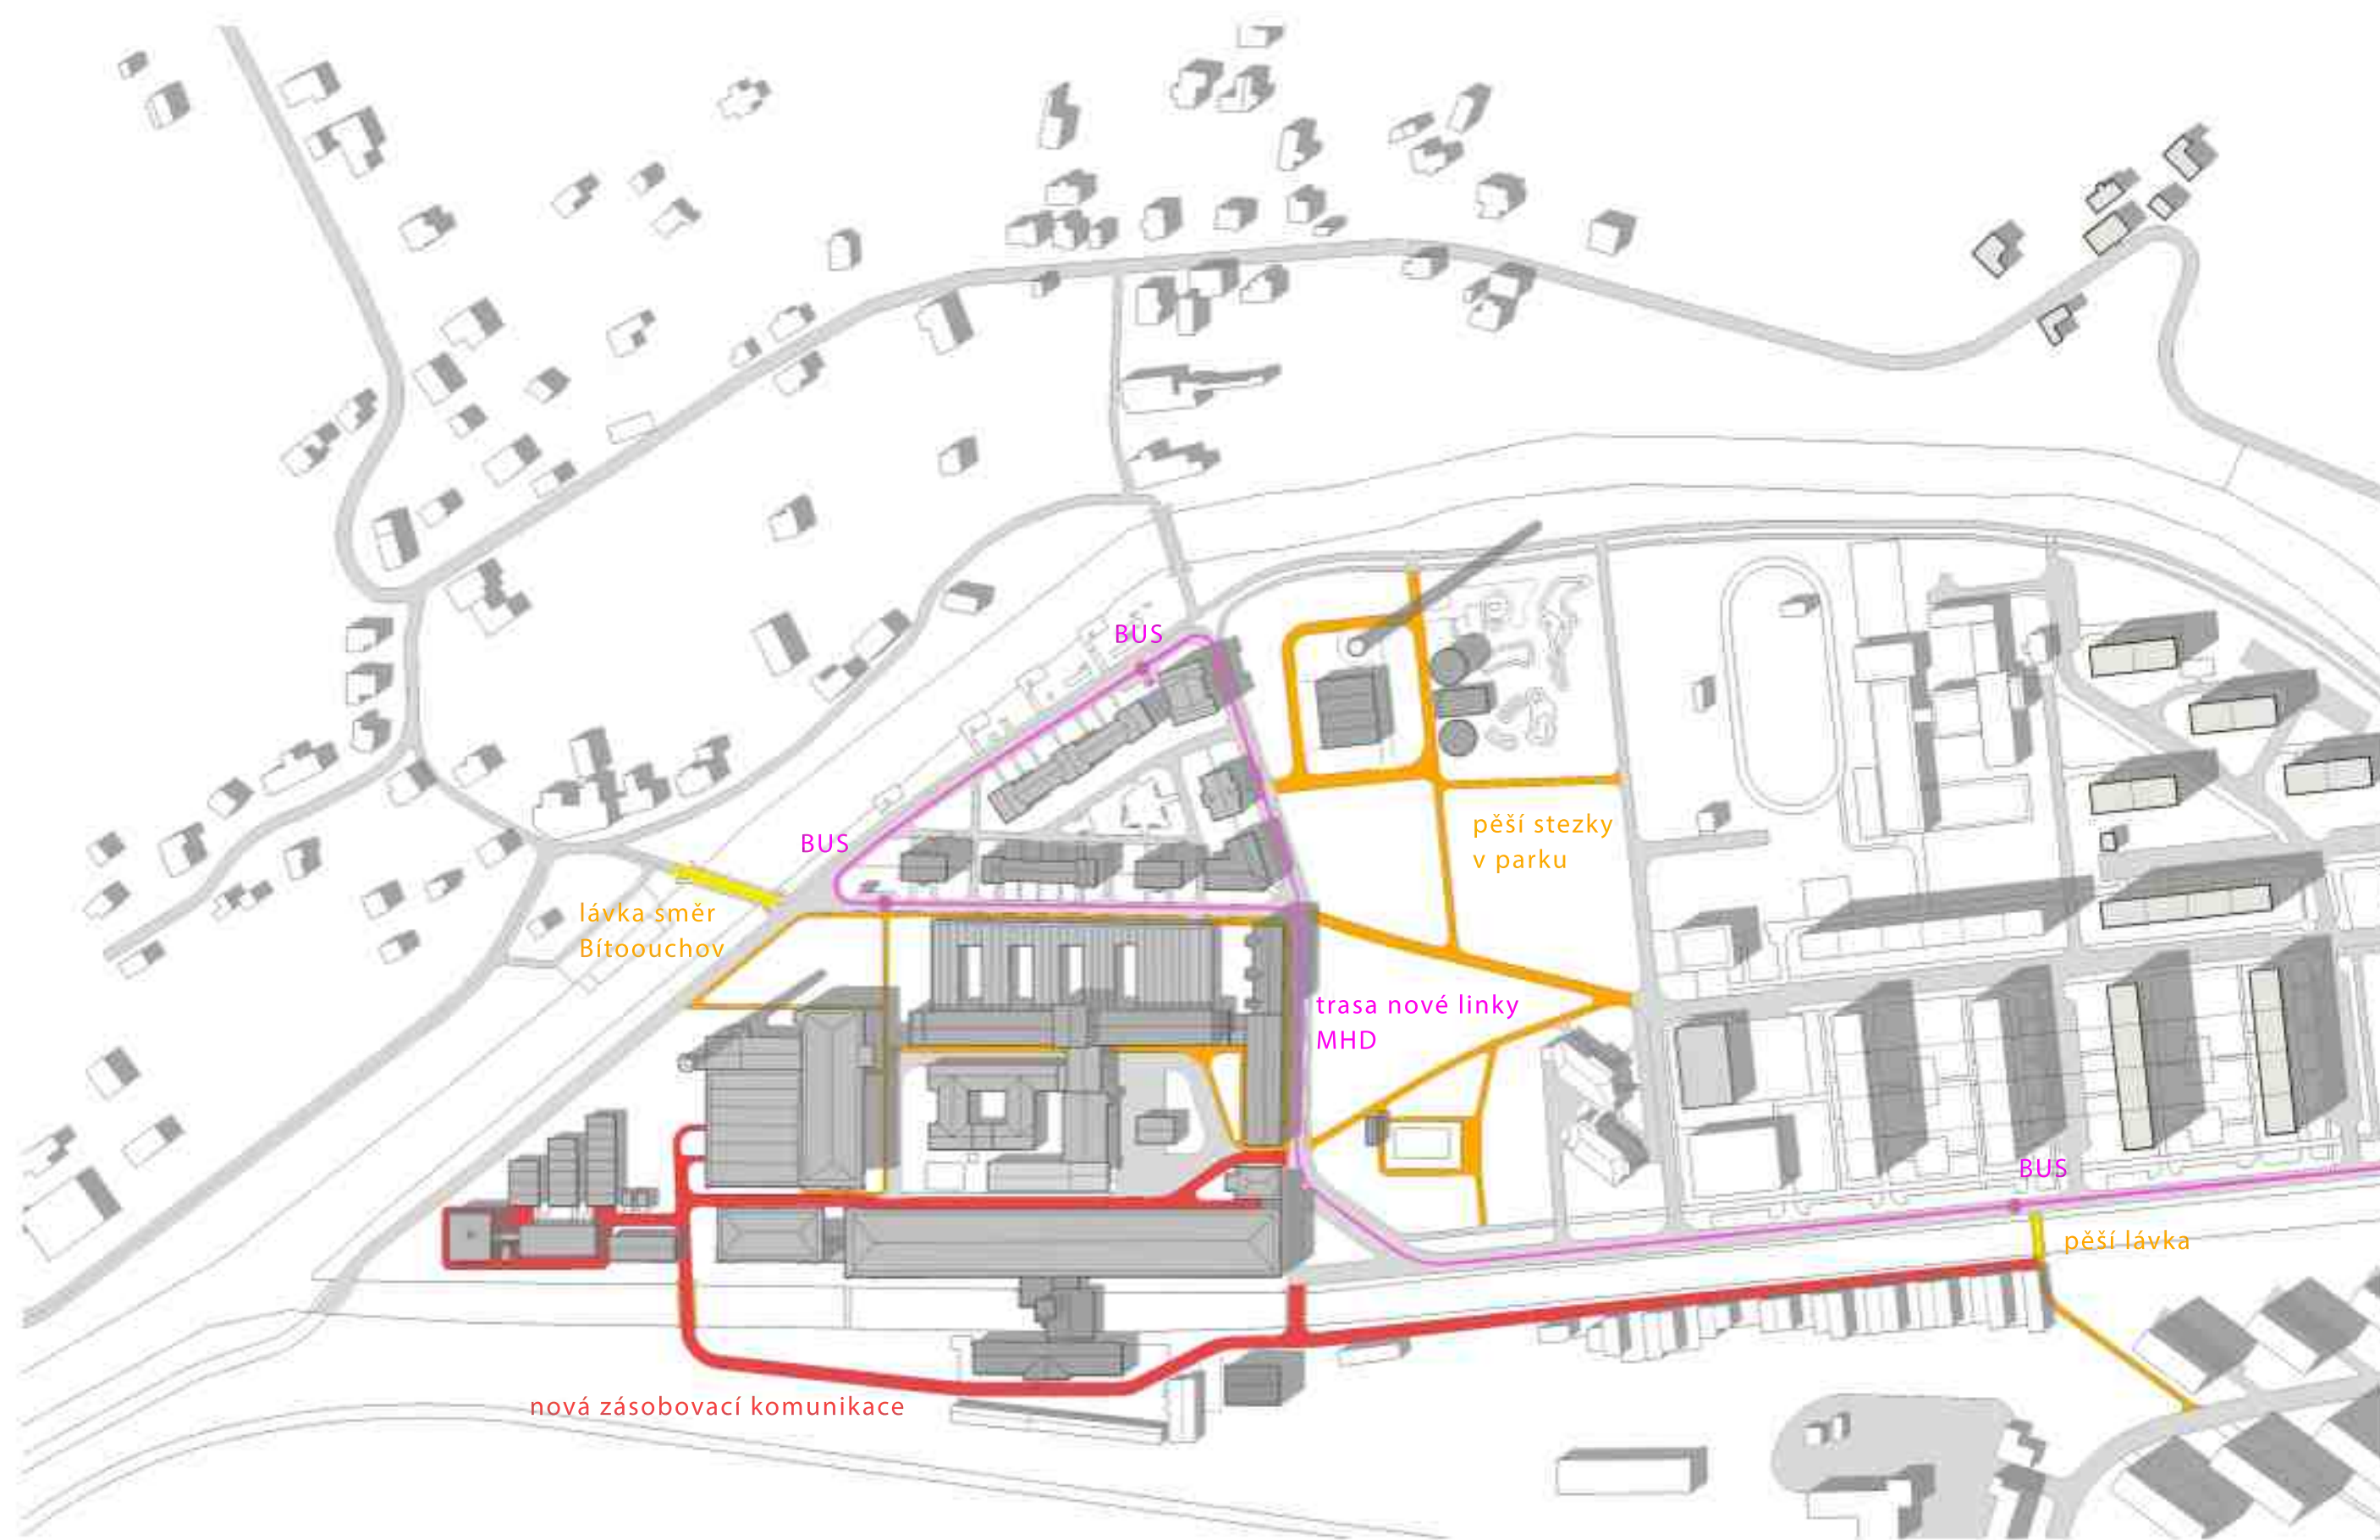 BUS
BUS
pěší stezky
v parku
lávka směr
Bítoouchov
trasa nové linky
MHD
BUS
pěší lávka
nová zásobovací komunikace